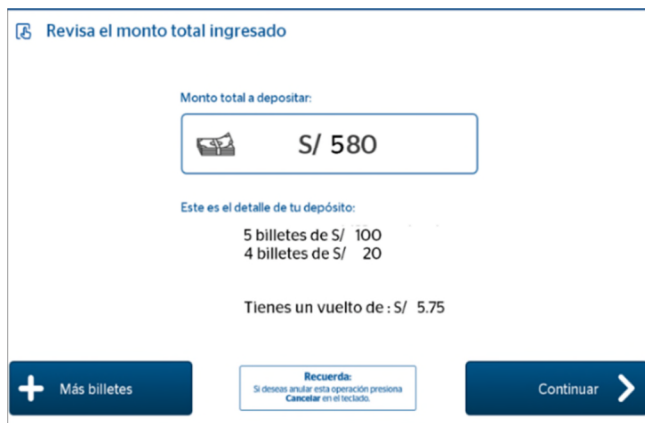 Revisa el monto total ingresado
Monto total a depositar:
S/ 580
Este es el detalle de tu depósito:
5 billetes de S/ 100
4 billetes de S/ 20
Tienes un vuelto de : S/ 5.75
Más billetes
Recuerda:
Si deseas anular esta operación presiona
Cancelar en el teclado.
Continuar